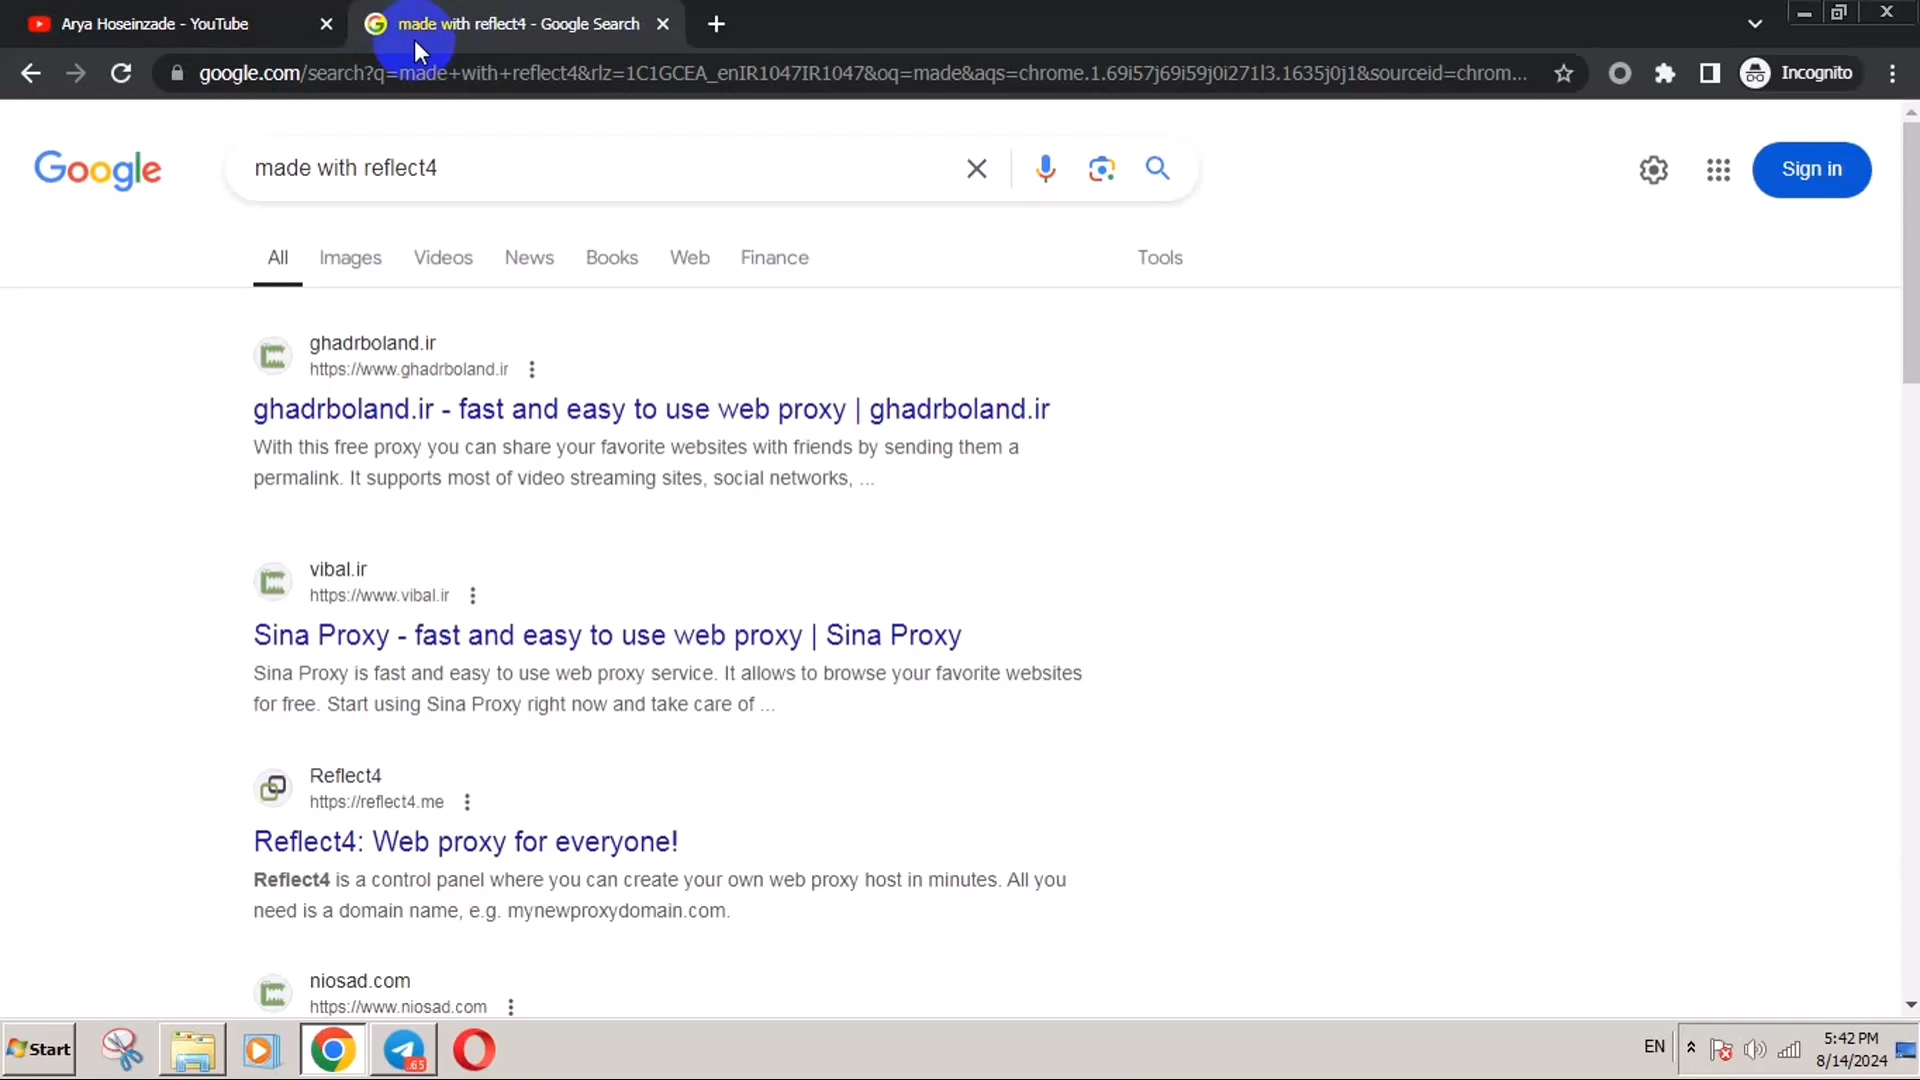 Arya Hoseinzade - YouTube
made with reflect4 - Google Search
google.com/search?q=made+with+reflect4&rlz=1C1GCEA_enIR1047IR1047&oq=made&aqs=chrome.1.69i57j69i59j0i271l3.1635j0j1&sourceid=chrom...
Incognito
Google
made with reflect4
Sign in
All
Images
Videos
News
Books
Web
Finance
Tools
ghadrboland.ir
https://www.ghadrboland.ir
ghadrboland.ir - fast and easy to use web proxy | ghadrboland.ir
With this free proxy you can share your favorite websites with friends by sending them a
permalink. It supports most of video streaming sites, social networks, ...
vibal.ir
https://www.vibal.ir
Sina Proxy - fast and easy to use web proxy | Sina Proxy
Sina Proxy is fast and easy to use web proxy service. It allows to browse your favorite websites
for free. Start using Sina Proxy right now and take care of ...
Reflect4
https://reflect4.me
Reflect4: Web proxy for everyone!
Reflect4 is a control panel where you can create your own web proxy host in minutes. All you
need is a domain name, e.g. mynewproxydomain.com.
niosad.com
https://www.niosad.com
Start
.65
EN
5:42 PM
8/14/2024